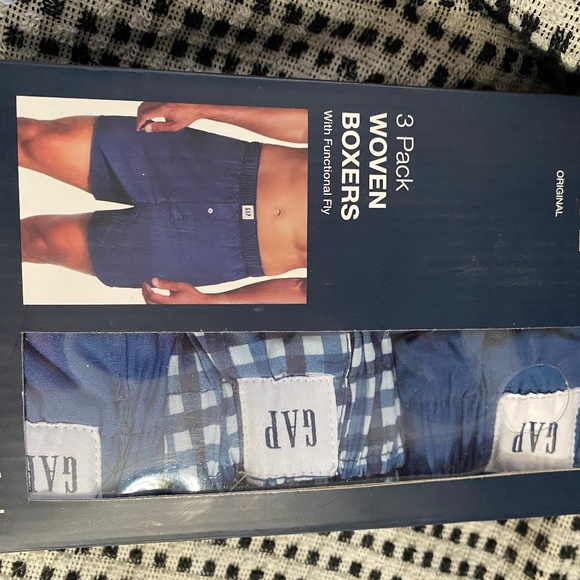 3 Pack
WOVEN
BOXERS
With Functional Fly
ORIGINAL
GAP
GAP
GAP
GAP